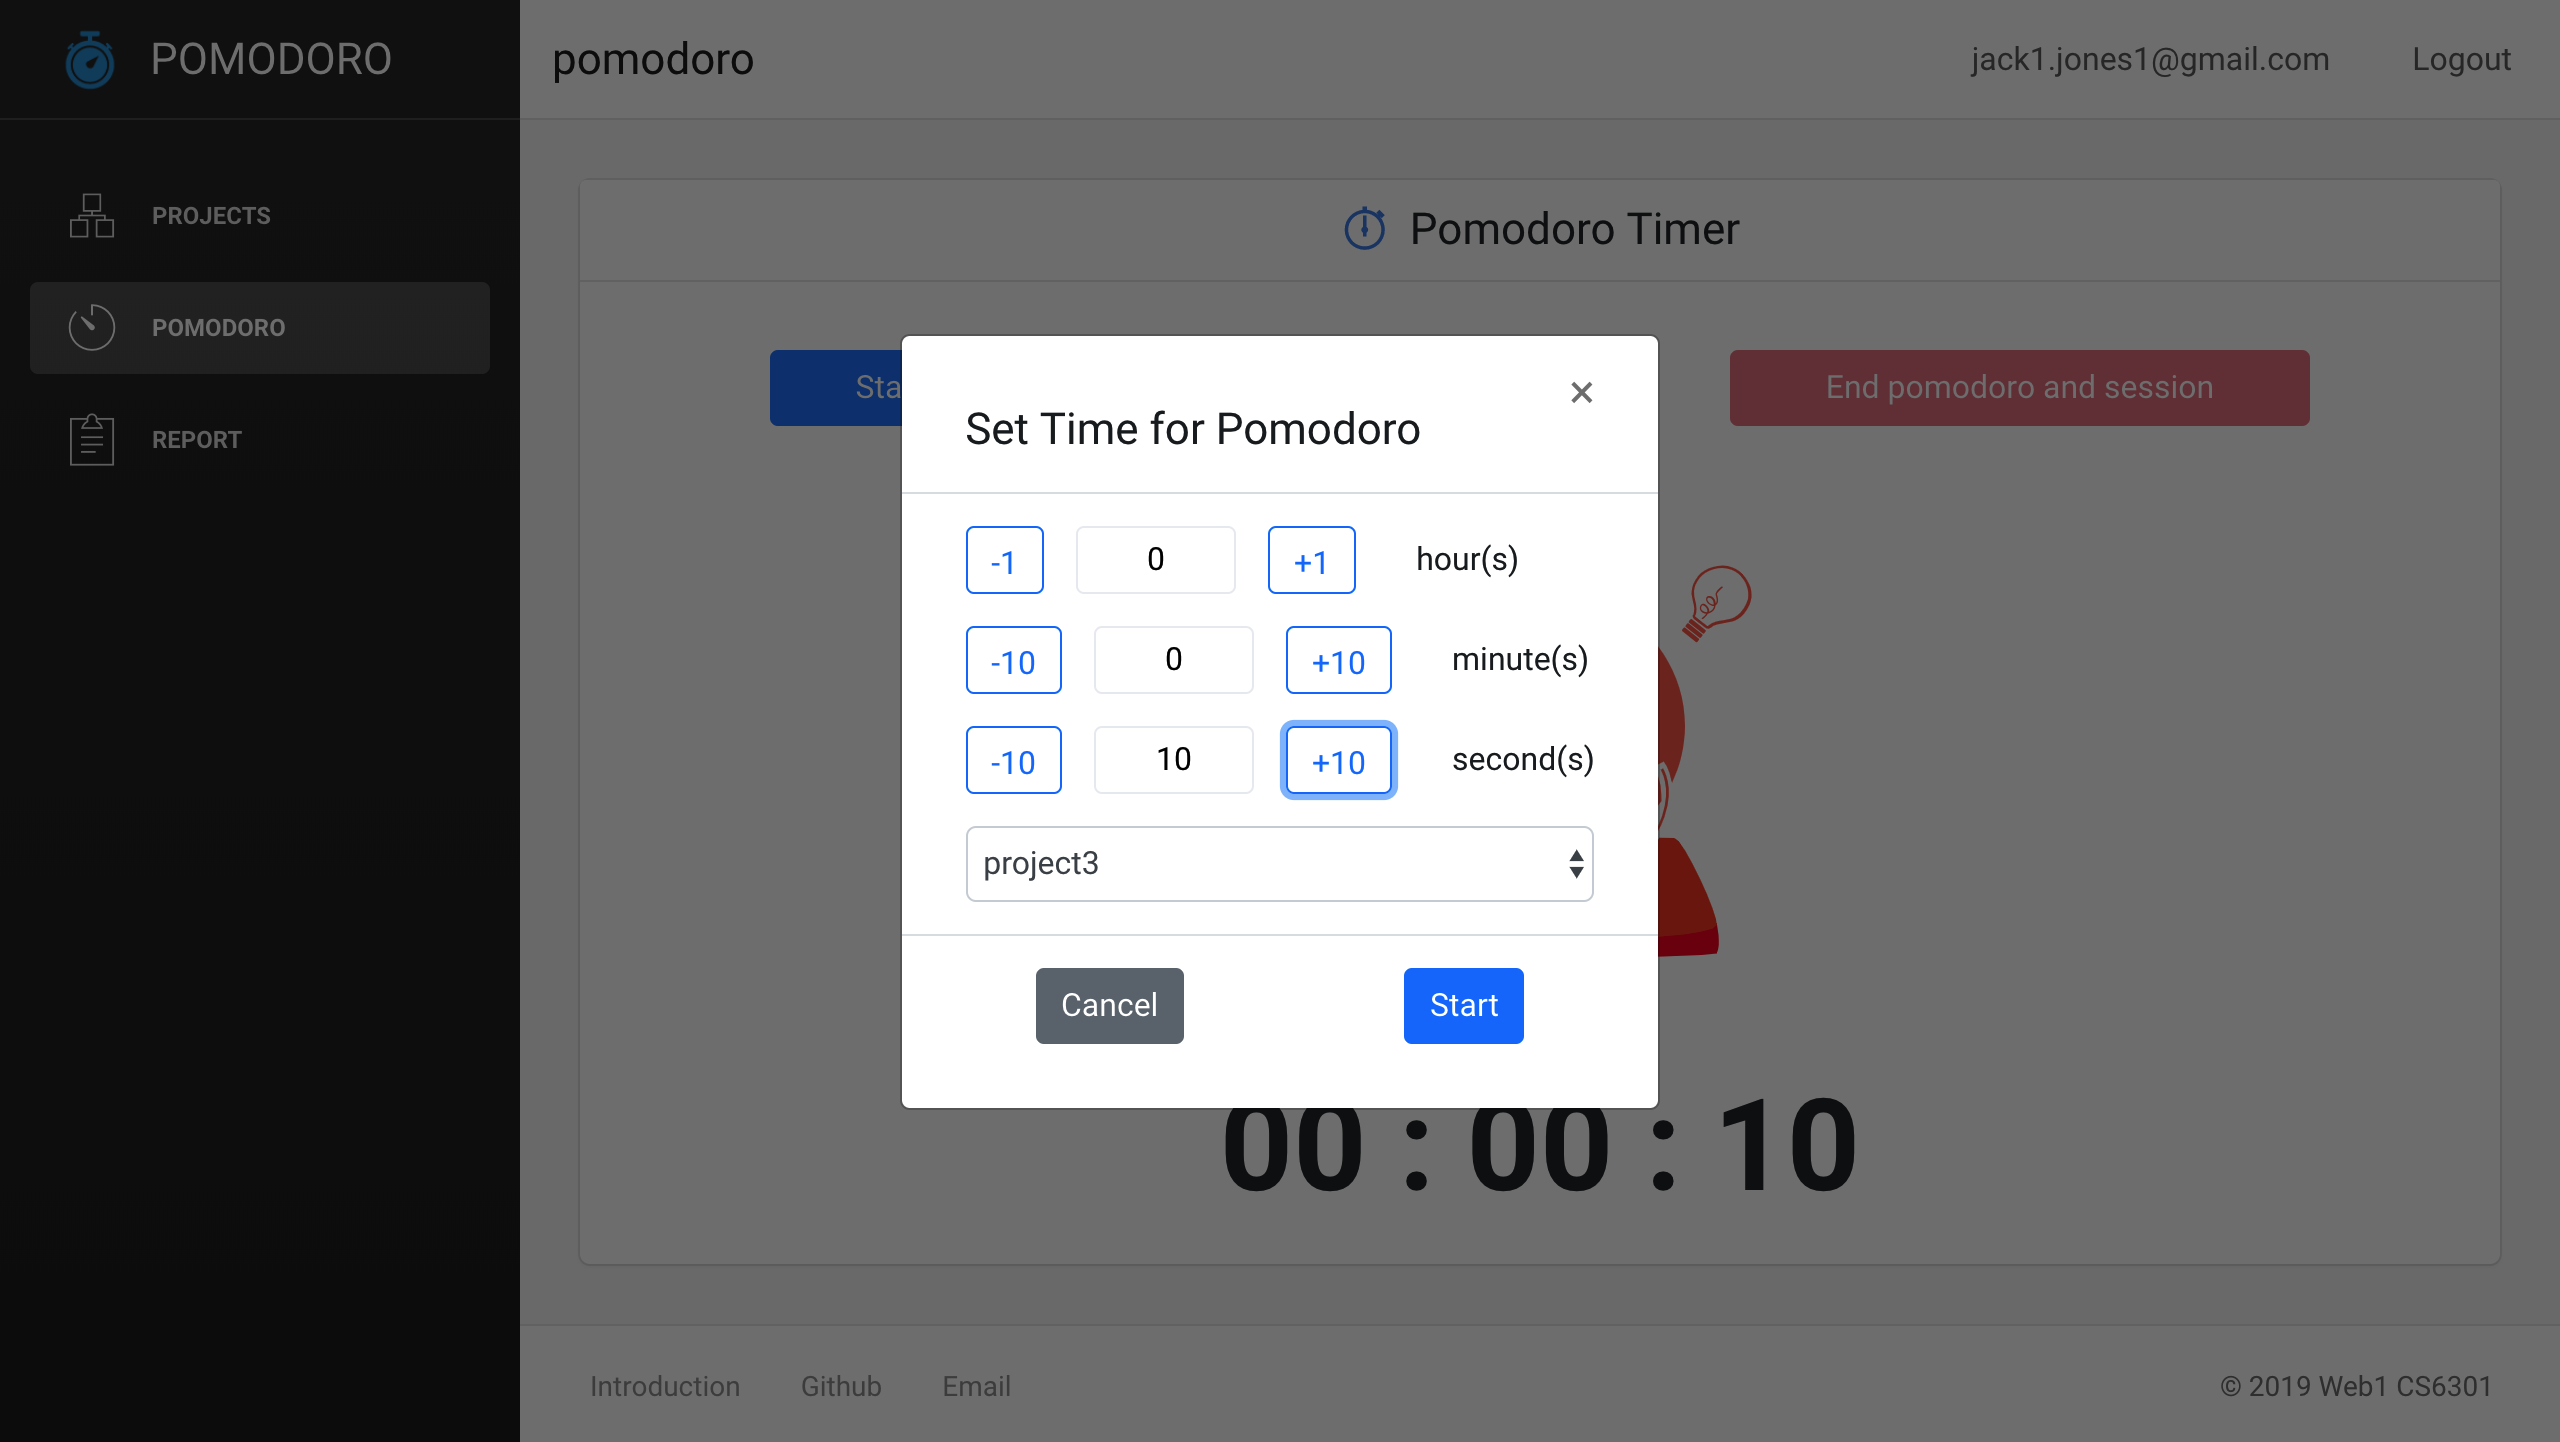 POMODORO
pomodoro
jack1.jones1@gmail.com
Logout
PROJECTS
POMODORO
REPORT
Pomodoro Timer
End pomodoro and session
Set Time for Pomodoro
×
-1 0 +1 hour(s)
-10 0 +10 minute(s)
-10 10 +10 second(s)
project3
Cancel
Start
00 : 00 : 10
Introduction
Github
Email
© 2019 Web1 CS6301